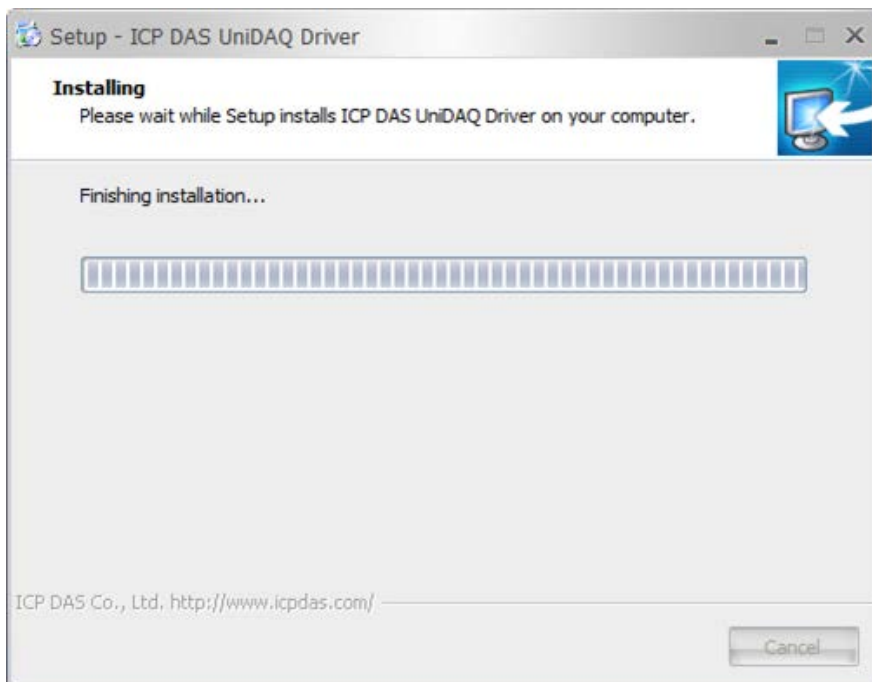 Setup - ICP DAS UniDAQ Driver
Installing
Please wait while Setup installs ICP DAS UniDAQ Driver on your computer.
Finishing installation...
ICP DAS Co., Ltd. http://www.icpdas.com/
Cancel